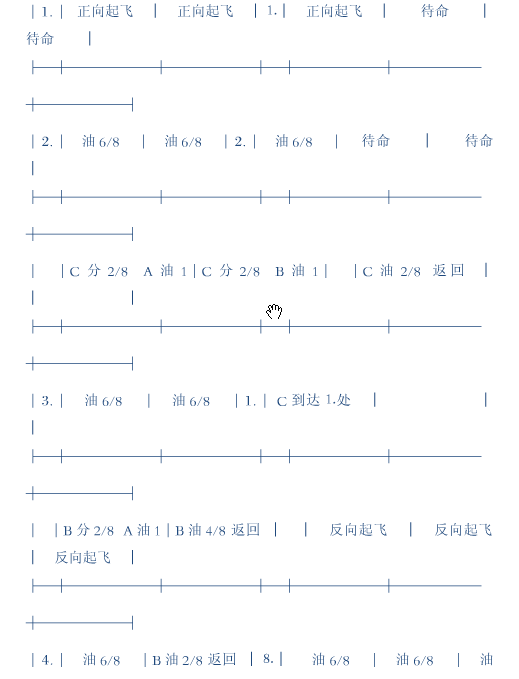 | 1. | 正向起飞 | 正向起飞 | 1. | 正向起飞 | 待命 |
待命 |
| 2. | 油 6/8 | 油 6/8 | 2. | 油 6/8 | 待命 | 待命
|
| | C 分 2/8 A 油 1 | C 分 2/8 B 油 1 | | C 油 2/8 返回 |
| |
| 3. | 油 6/8 | 油 6/8 | 1. | C 到达 1.处 | |
|
| | B 分 2/8 A 油 1 | B 油 4/8 返回 | | 反向起飞 | 反向起飞
| 反向起飞 |
| 4. | 油 6/8 | B 油 2/8 返回 | 8. | 油 6/8 | 油 6/8 | 油